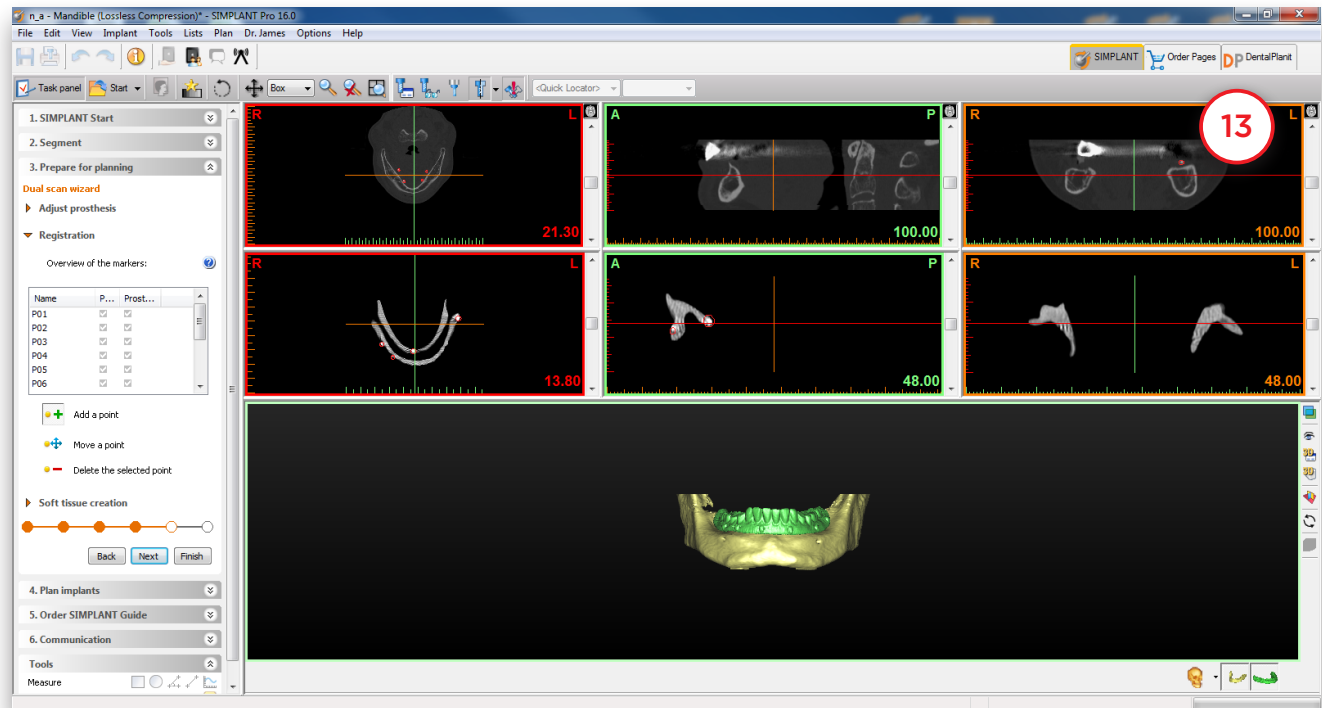 n_a - Mandible (Lossless Compression)* - SIMPLANT Pro 16.0
File Edit View Implant Tools Lists Plan Dr. James Options Help
SIMPLANT Order Pages DP DentalPlanit
Task panel Start Box <Quick Locator>
1. SIMPLANT Start
2. Segment
3. Prepare for planning
Dual scan wizard
Adjust prosthesis
Registration
Overview of the markers:
Name P... Prost...
P01
P02
P03
P04
P05
P06
Add a point
Move a point
Delete the selected point
Soft tissue creation
Back Next Finish
4. Plan implants
5. Order SIMPLANT Guide
6. Communication
Tools
Measure
R L
21.30
A P
100.00
R L
100.00
13
R L
13.80
A P
48.00
R L
48.00
3D
3D